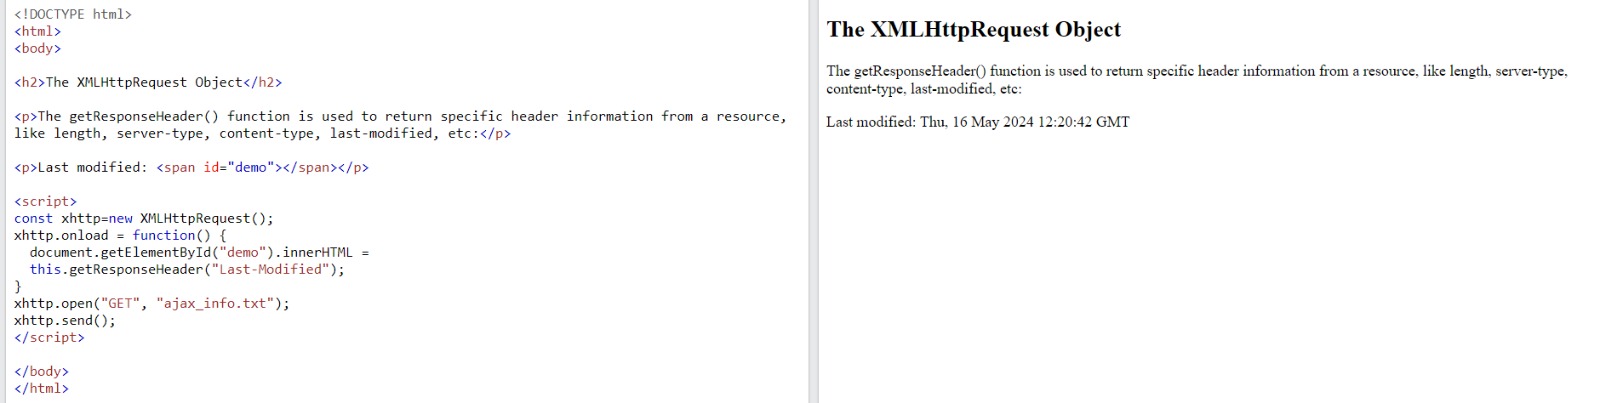 <!DOCTYPE html>
<html>
<body>
<h2>The XMLHttpRequest Object</h2>
<p>The getResponseHeader() function is used to return specific header information from a resource,
like length, server-type, content-type, last-modified, etc:</p>
<p>Last modified: <span id="demo"></span></p>
<script>
const xhttp=new XMLHttpRequest();
xhttp.onload = function() {
  document.getElementById("demo").innerHTML =
  this.getResponseHeader("Last-Modified");
}
xhttp.open("GET", "ajax_info.txt");
xhttp.send();
</script>
</body>
</html>
The XMLHttpRequest Object
The getResponseHeader() function is used to return specific header information from a resource, like length, server-type,
content-type, last-modified, etc:
Last modified: Thu, 16 May 2024 12:20:42 GMT